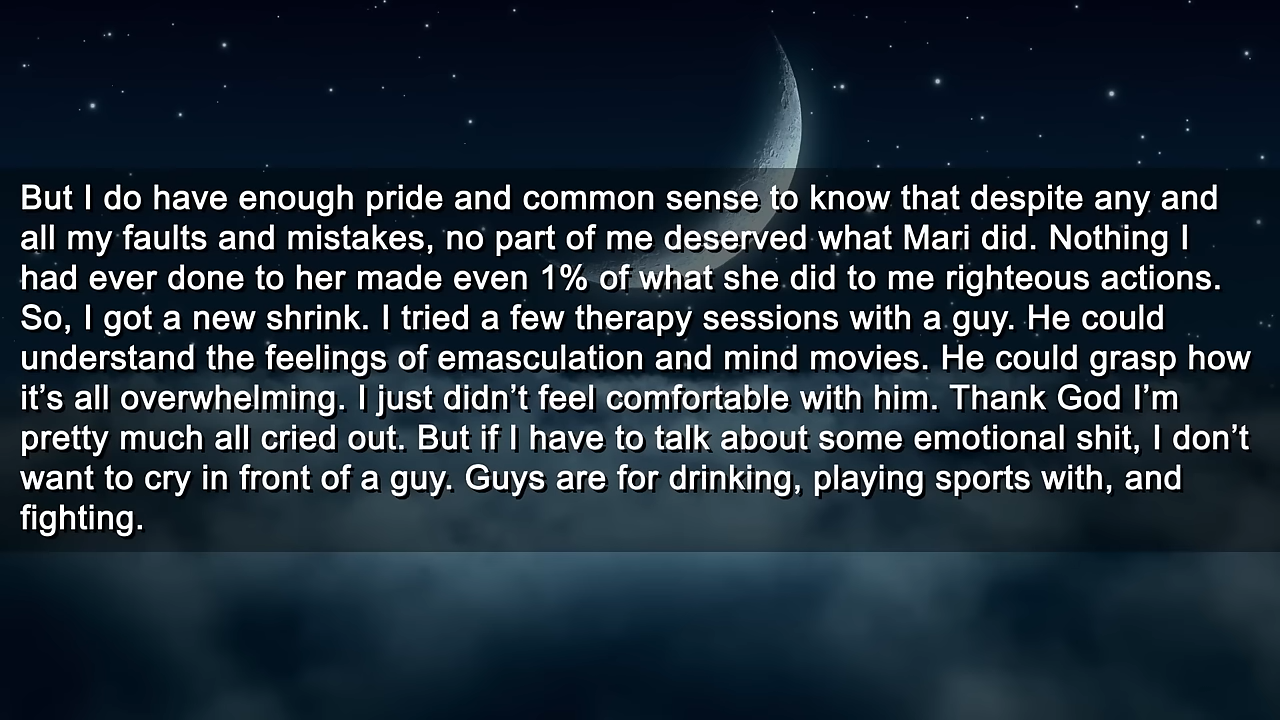 But I do have enough pride and common sense to know that despite any and
all my faults and mistakes, no part of me deserved what Mari did. Nothing I
had ever done to her made even 1% of what she did to me righteous actions.
So, I got a new shrink. I tried a few therapy sessions with a guy. He could
understand the feelings of emasculation and mind movies. He could grasp how
it’s all overwhelming. I just didn’t feel comfortable with him. Thank God I’m
pretty much all cried out. But if I have to talk about some emotional shit, I don’t
want to cry in front of a guy. Guys are for drinking, playing sports with, and
fighting.